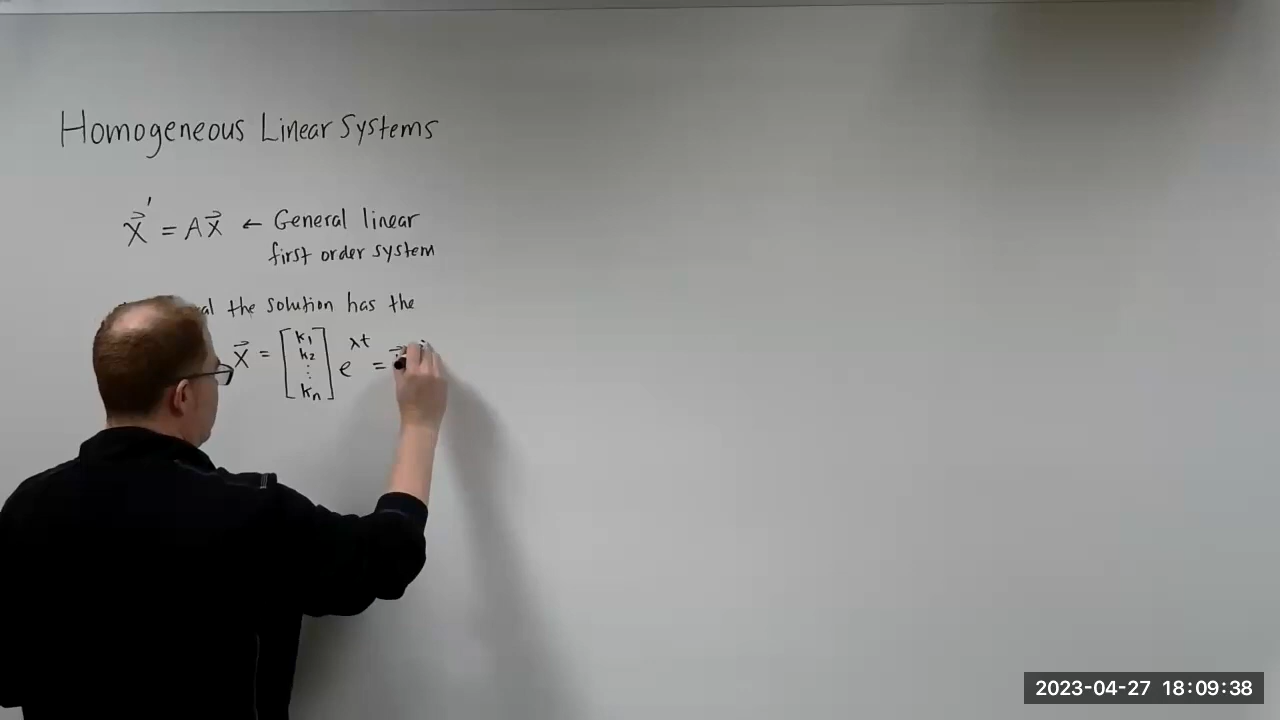 Homogeneous Linear Systems
X⃗' = AX⃗ ← General linear
first order system
the solution has the
X⃗ = [k₁ k₂ ⋮ kₙ] e^λt =
2023-04-27 18:09:38